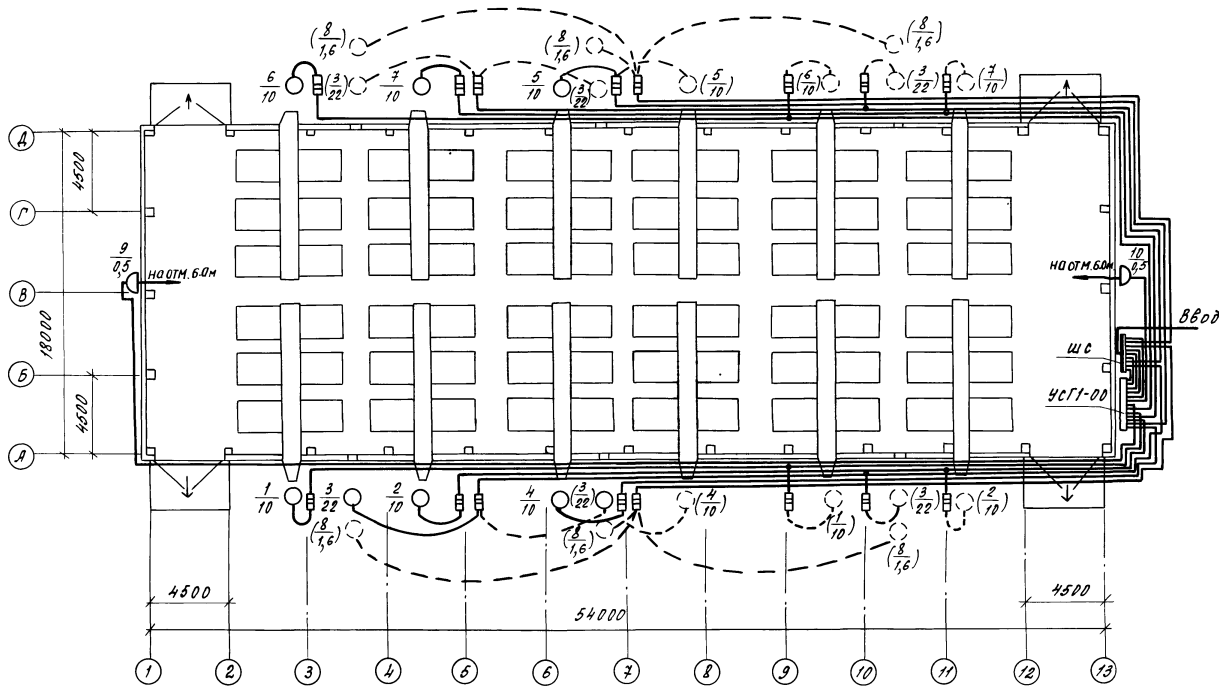 (8/1,6)
(8/1,6)
(8/1,6)
6/10
(3/22)
7/10
5/10
(3/22)
(5/10)
(6/10)
(3/22)
(7/10)
Д
4500
Г
9/0,5
НА ОТМ. 6.0м
НА ОТМ. 6.0м
10/0,5
В
18000
ВВОД
ШС
Б
УСГ1-00
4500
А
1/10
3/22
2/10
4/10
(3/22)
(4/10)
(1/10)
(3/22)
(2/10)
(8/1,6)
(8/1,6)
(8/1,6)
4500
4500
54000
1 2 3 4 5 6 7 8 9 10 11 12 13